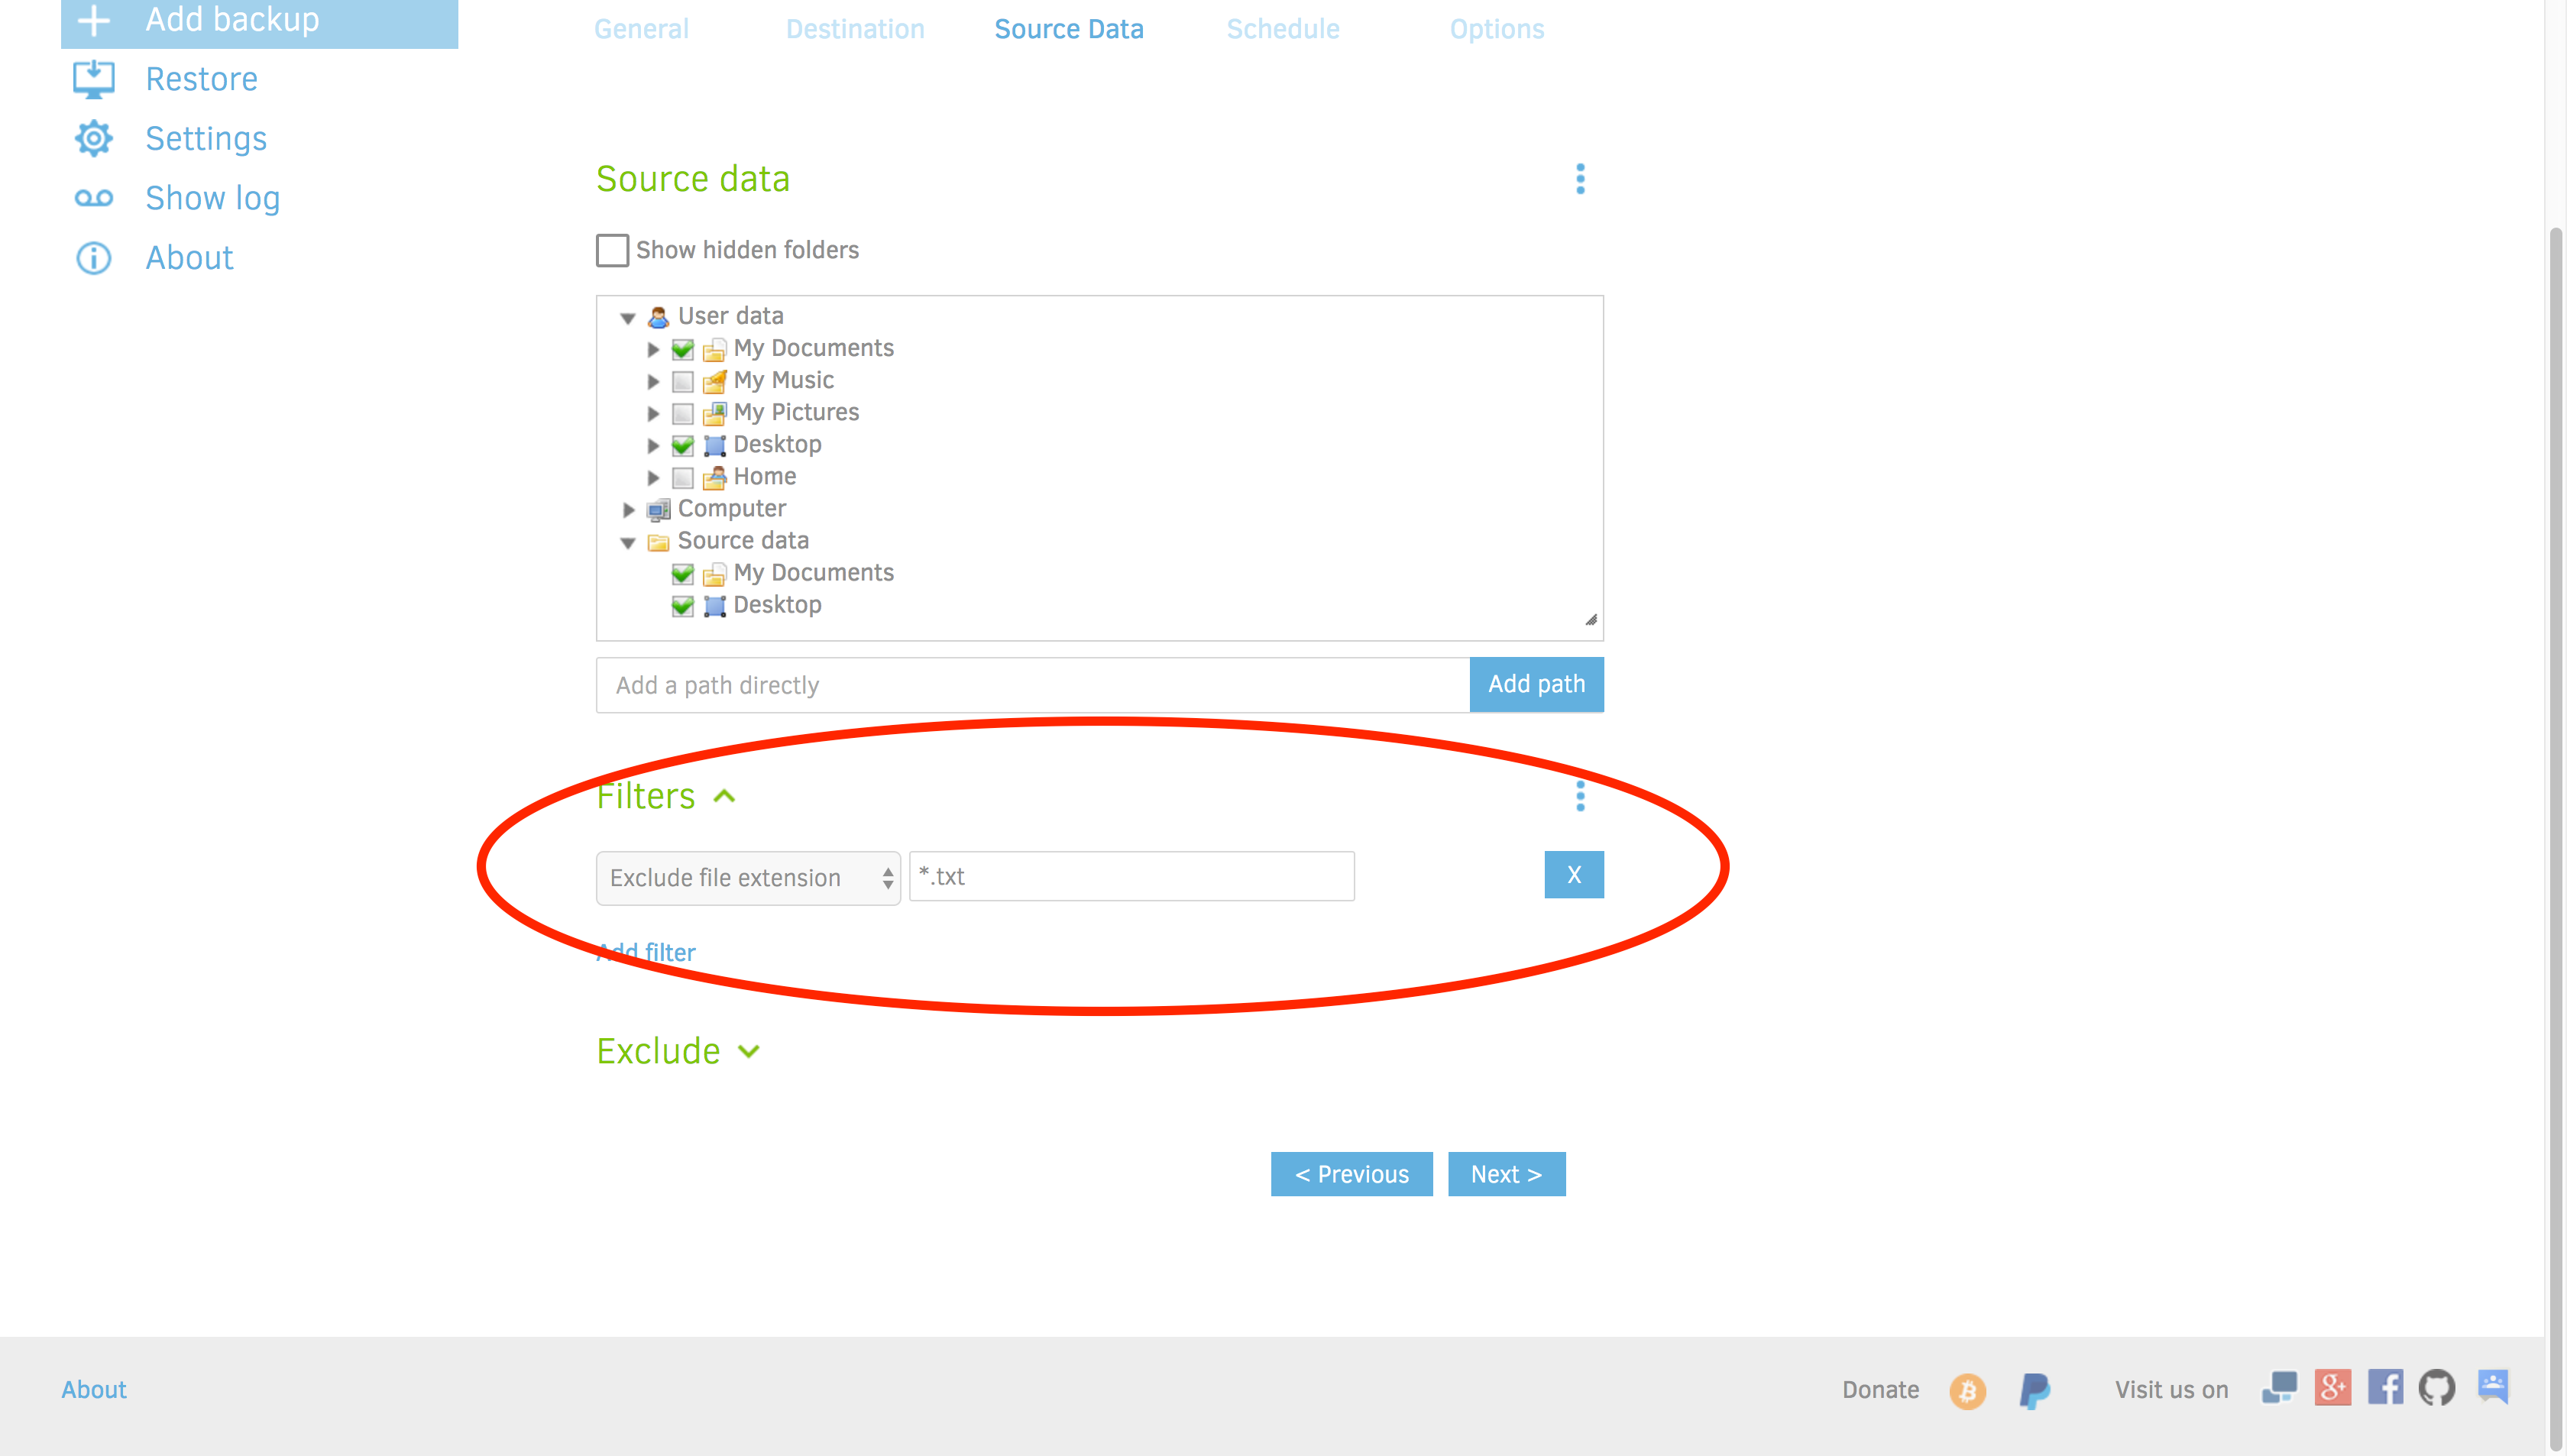 Add backup
General Destination Source Data Schedule Options
Restore
Settings
Show log
About
Source data
Show hidden folders
User data
My Documents
My Music
My Pictures
Desktop
Home
Computer
Source data
My Documents
Desktop
Add a path directly Add path
Filters
Exclude file extension *.txt X
Add filter
Exclude
< Previous Next >
About Donate Visit us on